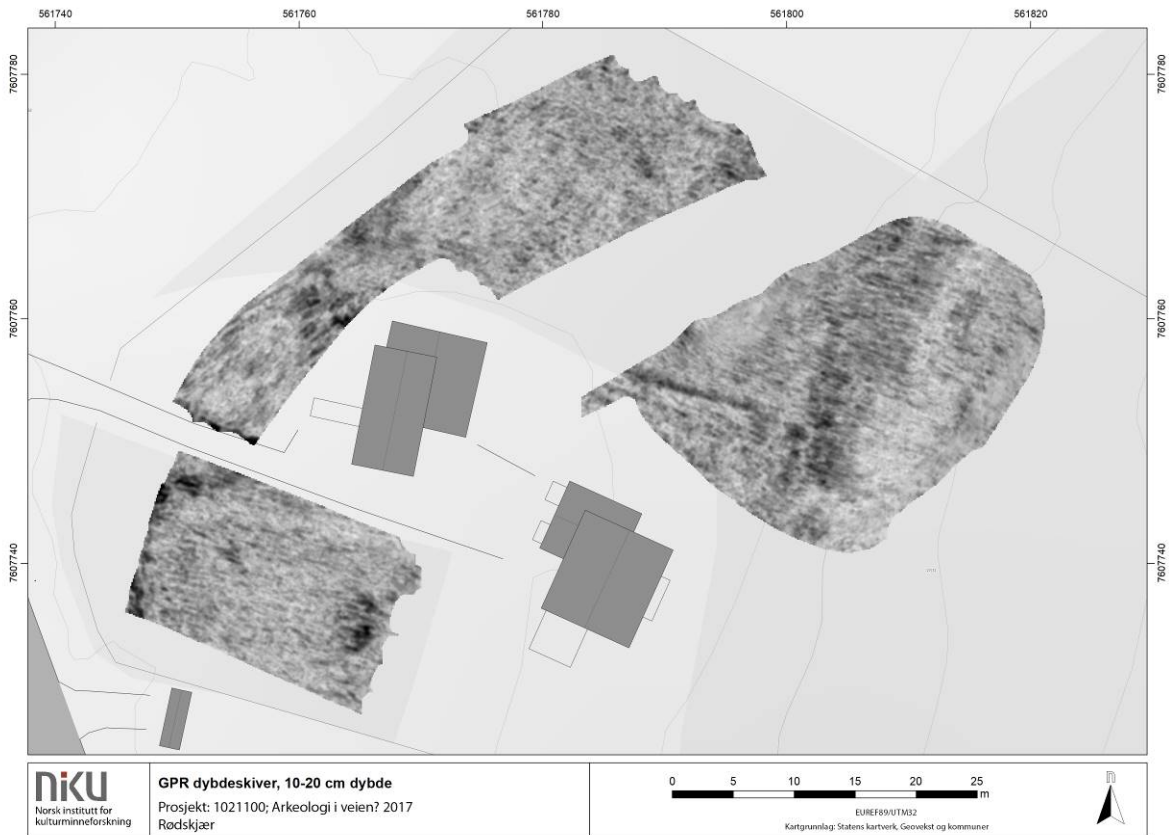 561740 561760 561780 561800 561820
7607780 7607780
7607760 7607760
7607740 7607740
niku
Norsk institutt for
kulturminneforskning
GPR dybdeskiver, 10-20 cm dybde
Prosjekt: 1021100; Arkeologi i veien? 2017
Rødskjær
0 5 10 15 20 25
m
EUREF89/UTM32
Kartgrunnlag: Statens kartverk, Geovekst og kommuner
n